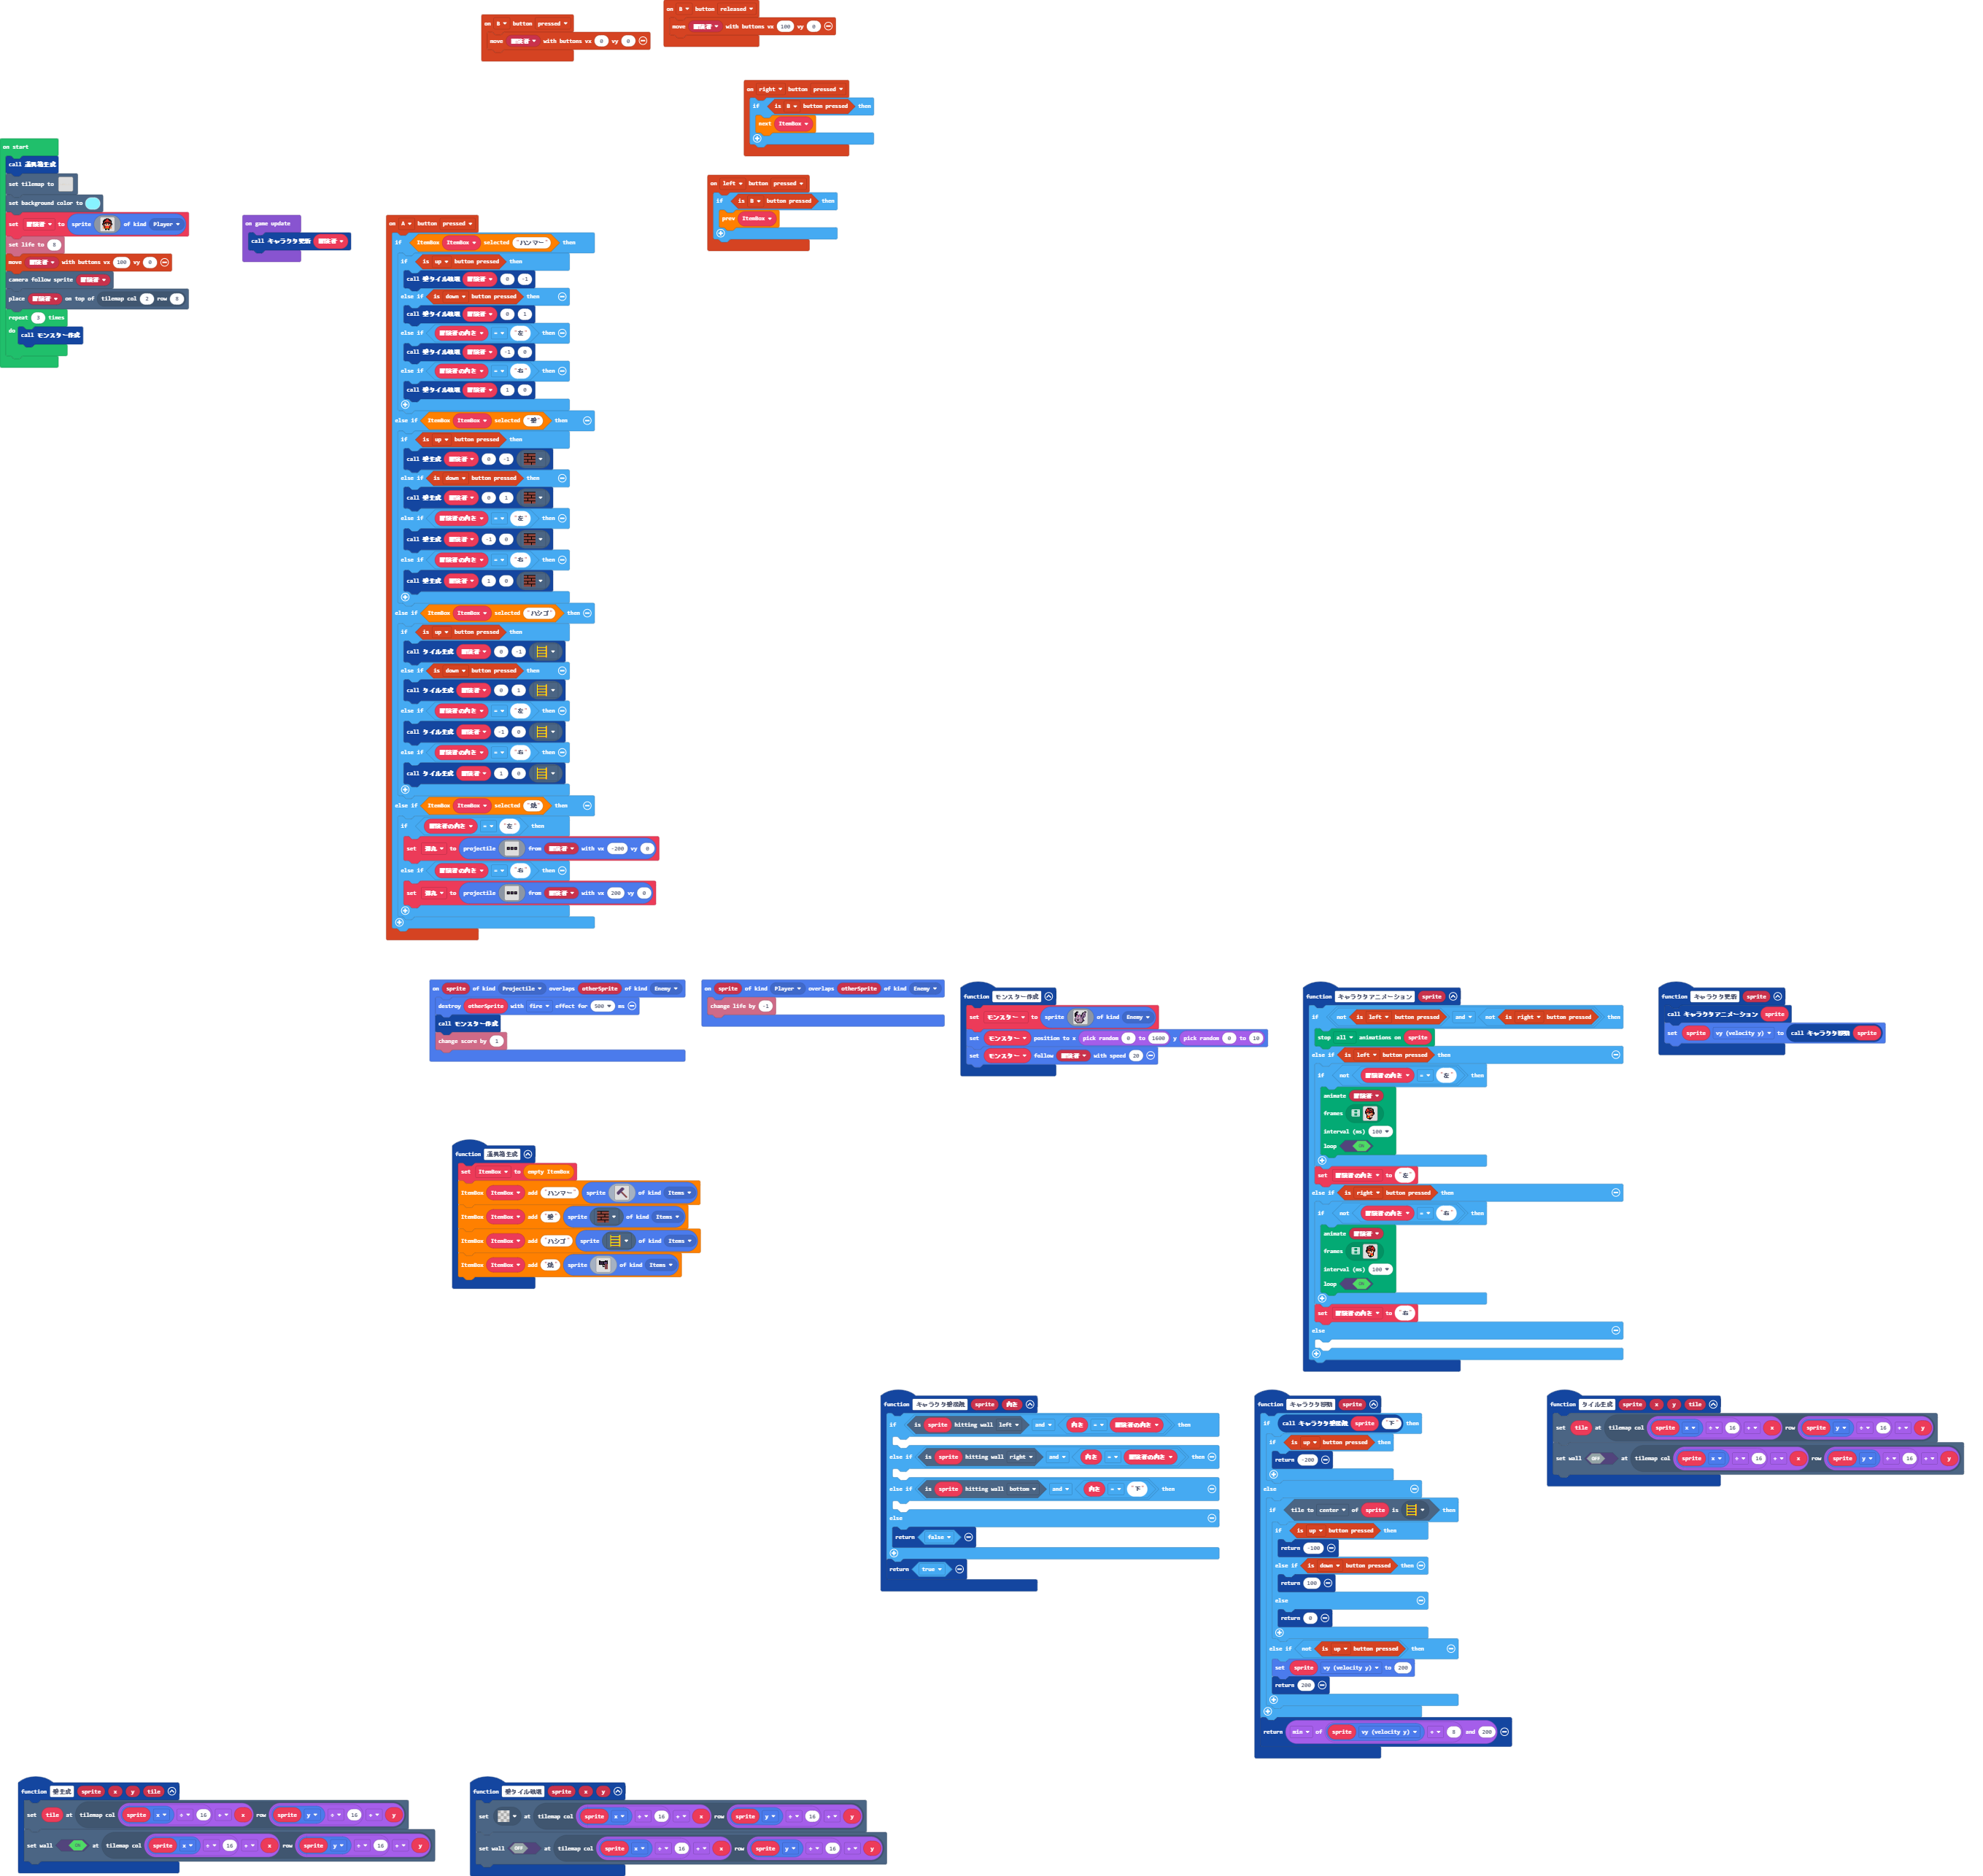 on B button pressed
move 冒険者 with buttons vx 0 vy 0
on B button released
move 冒険者 with buttons vx 100 vy 0
on right button pressed
if is B button pressed then
next ItemBox
on left button pressed
if is B button pressed then
prev ItemBox
on start
call 道具箱生成
set tilemap to
set background color to
set 冒険者 to sprite of kind Player
set life to 8
move 冒険者 with buttons vx 100 vy 0
camera follow sprite 冒険者
place 冒険者 on top of tilemap col 2 row 8
repeat 3 times
do call モンスター作成
on game update
call キャラクタ更新 冒険者
on A button pressed
if ItemBox ItemBox selected "ハンマー" then
if is up button pressed then
call 壁タイル破壊 冒険者 0 -1
else if is down button pressed then
call 壁タイル破壊 冒険者 0 1
else if 冒険者の向き = "左" then
call 壁タイル破壊 冒険者 -1 0
else if 冒険者の向き = "右" then
call 壁タイル破壊 冒険者 1 0
else if ItemBox ItemBox selected "壁" then
if is up button pressed then
call 壁生成 冒険者 0 -1
else if is down button pressed then
call 壁生成 冒険者 0 1
else if 冒険者の向き = "左" then
call 壁生成 冒険者 -1 0
else if 冒険者の向き = "右" then
call 壁生成 冒険者 1 0
else if ItemBox ItemBox selected "ハシゴ" then
if is up button pressed then
call タイル生成 冒険者 0 -1
else if is down button pressed then
call タイル生成 冒険者 0 1
else if 冒険者の向き = "左" then
call タイル生成 冒険者 -1 0
else if 冒険者の向き = "右" then
call タイル生成 冒険者 1 0
else if ItemBox ItemBox selected "銃" then
if 冒険者の向き = "左" then
set 弾丸 to projectile from 冒険者 with vx -200 vy 0
else if 冒険者の向き = "右" then
set 弾丸 to projectile from 冒険者 with vx 200 vy 0
on sprite of kind Projectile overlaps otherSprite of kind Enemy
destroy otherSprite with fire effect for 500 ms
call モンスター作成
change score by 1
on sprite of kind Player overlaps otherSprite of kind Enemy
change life by -1
function モンスター作成
set モンスター to sprite of kind Enemy
set モンスター position to x pick random 0 to 1600 y pick random 0 to 10
set モンスター follow 冒険者 with speed 20
function キャラクタアニメーション sprite
if not is left button pressed and not is right button pressed then
stop all animations on sprite
else if is left button pressed then
if not 冒険者の向き = "左" then
animate 冒険者
frames
interval (ms) 100
loop ON
set 冒険者の向き to "左"
else if is right button pressed then
if not 冒険者の向き = "右" then
animate 冒険者
frames
interval (ms) 100
loop ON
set 冒険者の向き to "右"
else
function キャラクタ更新 sprite
call キャラクタアニメーション sprite
set sprite vy (velocity y) to call キャラクタ移動 sprite
function 道具箱生成
set ItemBox to empty ItemBox
ItemBox ItemBox add "ハンマー" sprite of kind Items
ItemBox ItemBox add "壁" sprite of kind Items
ItemBox ItemBox add "ハシゴ" sprite of kind Items
ItemBox ItemBox add "銃" sprite of kind Items
function キャラクタ壁接触 sprite 向き
if is sprite hitting wall left and 向き = 冒険者の向き then
else if is sprite hitting wall right and 向き = 冒険者の向き then
else if is sprite hitting wall bottom and 向き = "下" then
else
return false
return true
function キャラクタ移動 sprite
if call キャラクタ壁接触 sprite "下" then
if is up button pressed then
return -200
else
if tile to center of sprite is then
if is up button pressed then
return -100
else if is down button pressed then
return 100
else
return 0
else if not is up button pressed then
set sprite vy (velocity y) to 200
return 200
return min of sprite vy (velocity y) + 8 and 200
function タイル生成 sprite x y tile
set tile at tilemap col sprite x ÷ 16 + x row sprite y ÷ 16 + y
set wall OFF at tilemap col sprite x ÷ 16 + x row sprite y ÷ 16 + y
function 壁生成 sprite x y tile
set tile at tilemap col sprite x ÷ 16 + x row sprite y ÷ 16 + y
set wall ON at tilemap col sprite x ÷ 16 + x row sprite y ÷ 16 + y
function 壁タイル破壊 sprite x y
set at tilemap col sprite x ÷ 16 + x row sprite y ÷ 16 + y
set wall OFF at tilemap col sprite x ÷ 16 + x row sprite y ÷ 16 + y